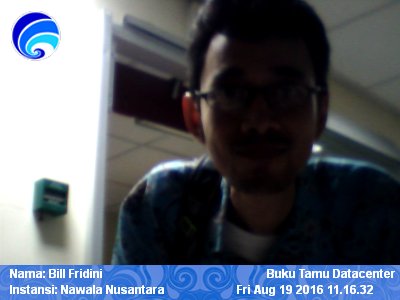 Nama: Bill Fridini
Buku Tamu Datacenter
Instansi: Nawala Nusantara
Fri Aug 19 2016 11.16.32